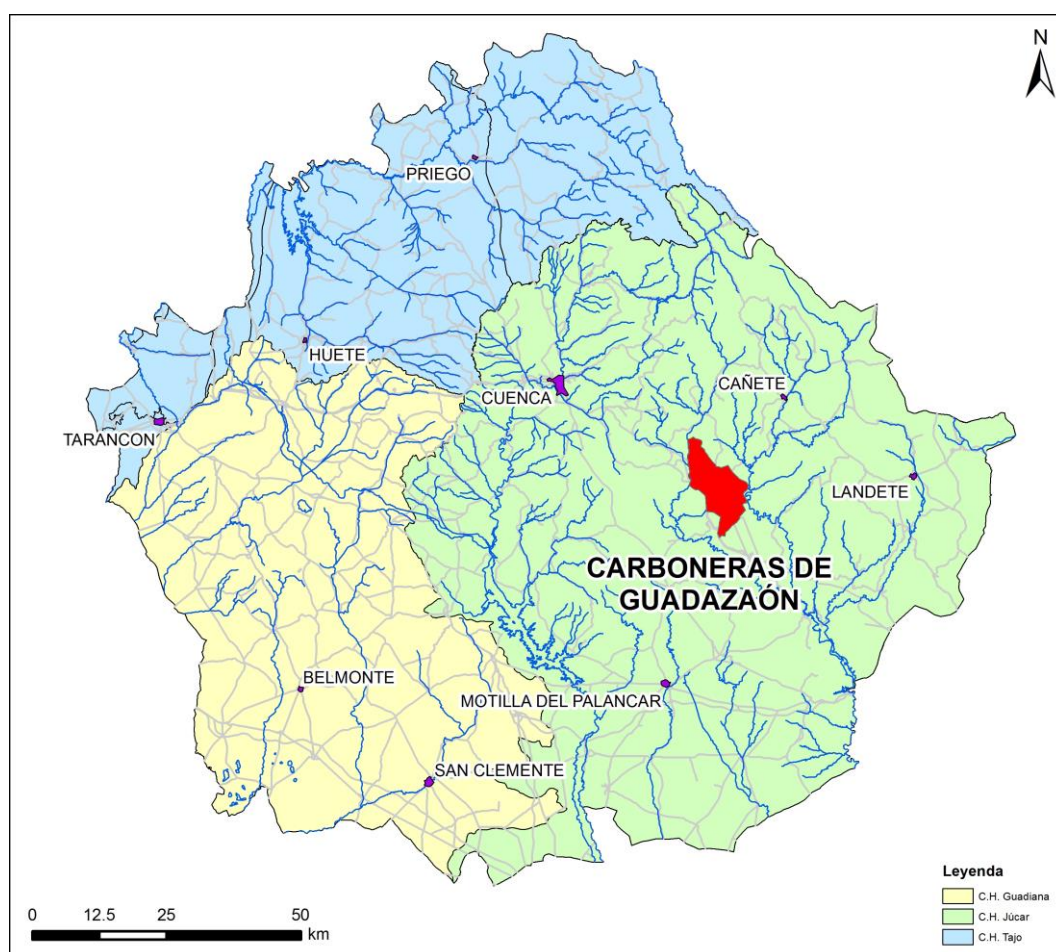 N
PRIEGO
HUETE
CUENCA
CAÑETE
TARANCON
LANDETE
CARBONERAS DE
GUADAZAÓN
BELMONTE
MOTILLA DEL PALANCAR
SAN CLEMENTE
Leyenda
C.H. Guadiana
C.H. Júcar
C.H. Tajo
0 12.5 25 50
km